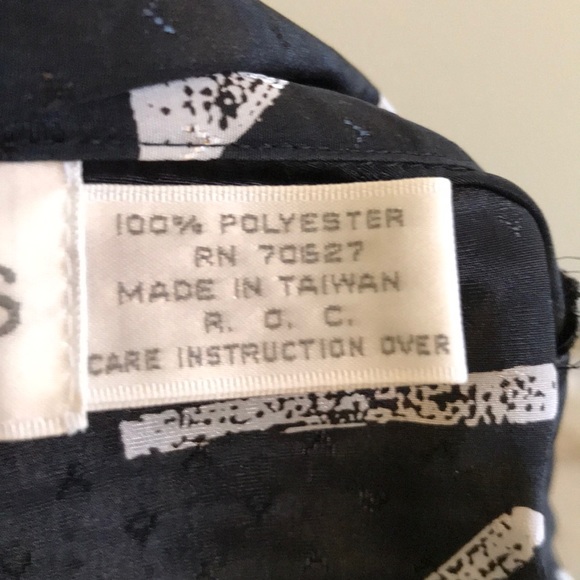 S
100% POLYESTER
RN 70627
MADE IN TAIWAN
R. O. C.
CARE INSTRUCTION OVER